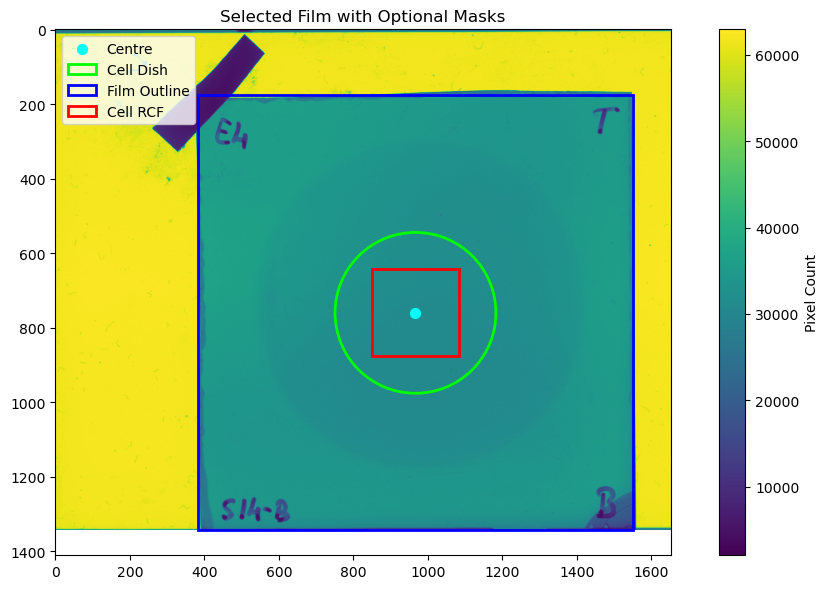 Selected Film with Optional Masks
Centre
Cell Dish
Film Outline
Cell RCF
E4
T
S14-B
B
0
200
400
600
800
1000
1200
1400
0 200 400 600 800 1000 1200 1400 1600
60000
50000
40000
30000
20000
10000
Pixel Count